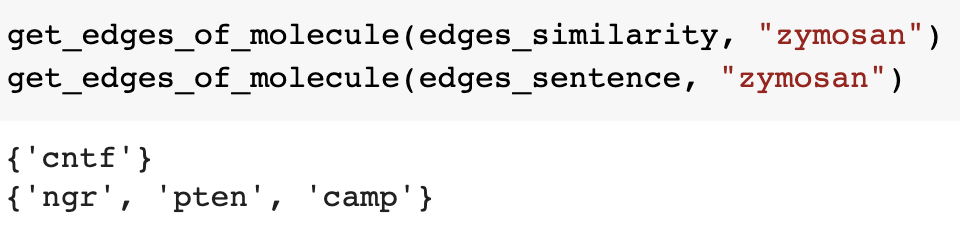 get_edges_of_molecule(edges_similarity, "zymosan")
get_edges_of_molecule(edges_sentence, "zymosan")
{'cntf'}
{'ngr', 'pten', 'camp'}